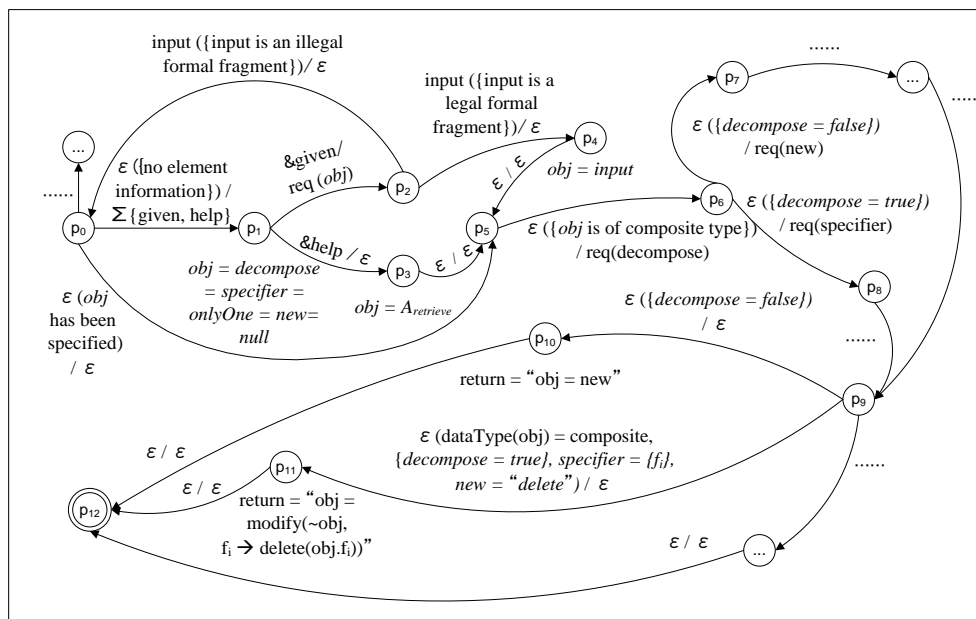 input ({input is an illegal
formal fragment})/ ε
input ({input is a
legal formal
fragment})/ ε
......
p7
...
......
...
......
ε ({no element
information}) /
Σ {given, help}
&given/
req (obj)
p2
p4
ε / ε
obj = input
ε ({decompose = false})
/ req(new)
p0
p1
&help / ε
p3
ε / ε
p5
p6
ε ({obj is of composite type})
/ req(decompose)
ε ({decompose = true})
/ req(specifier)
p8
obj = decompose
= specifier =
onlyOne = new=
null
obj = Aretrieve
ε (obj
has been
specified)
/ ε
ε ({decompose = false})
/ ε
......
p10
return = “obj = new”
p9
ε / ε
ε (dataType(obj) = composite,
{decompose = true}, specifier = {fi},
new = “delete”) / ε
......
p11
ε / ε
return = “obj =
modify(~obj,
fi → delete(obj.fi))”
p12
ε / ε
...